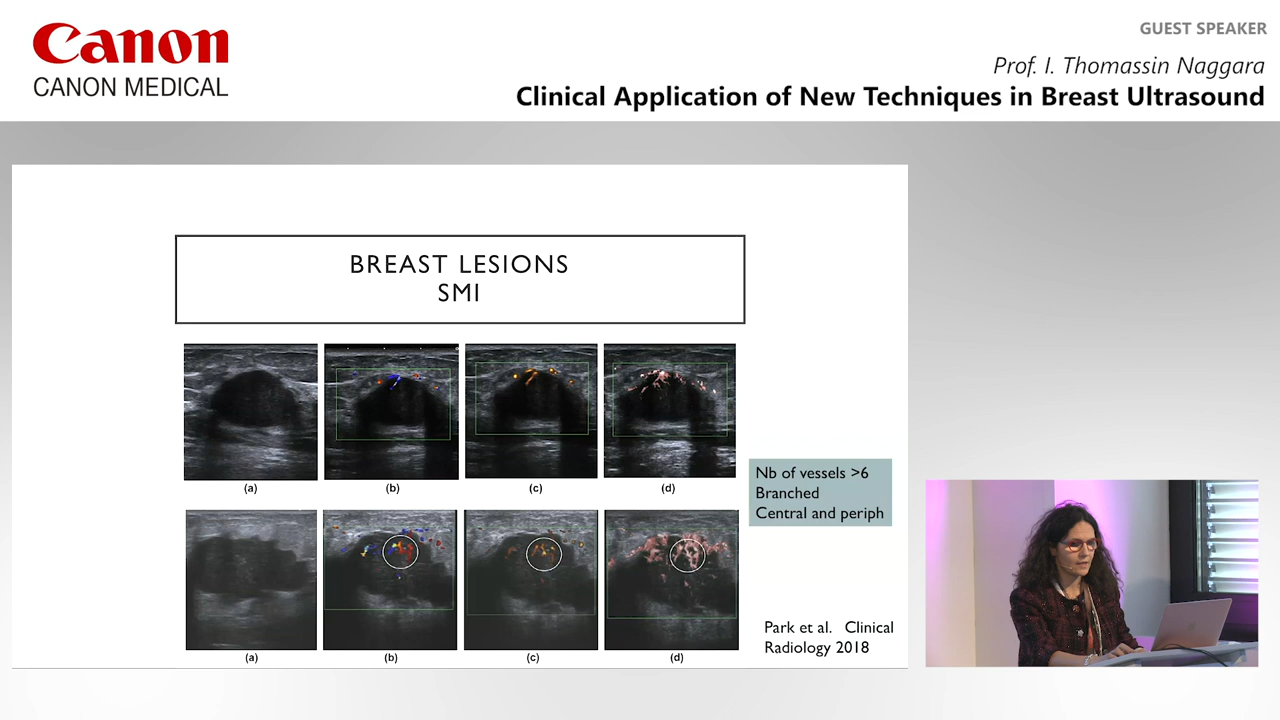 Canon
CANON MEDICAL
GUEST SPEAKER
Prof. I. Thomassin Naggara
Clinical Application of New Techniques in Breast Ultrasound
BREAST LESIONS
SMI
(a) (b) (c) (d)
Nb of vessels >6
Branched
Central and periph
Park et al. Clinical
Radiology 2018
(a) (b) (c) (d)